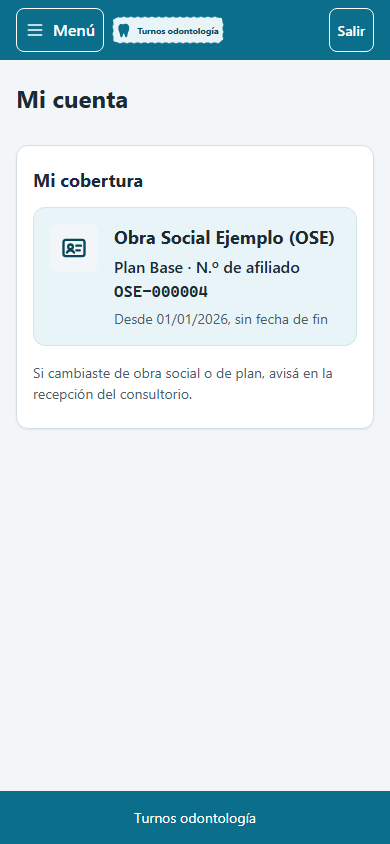 Menú
Turnos odontología
Salir
Mi cuenta
Mi cobertura
Obra Social Ejemplo (OSE)
Plan Base · N.º de afiliado
OSE-000004
Desde 01/01/2026, sin fecha de fin
Si cambiaste de obra social o de plan, avisá en la
recepción del consultorio.
Turnos odontología